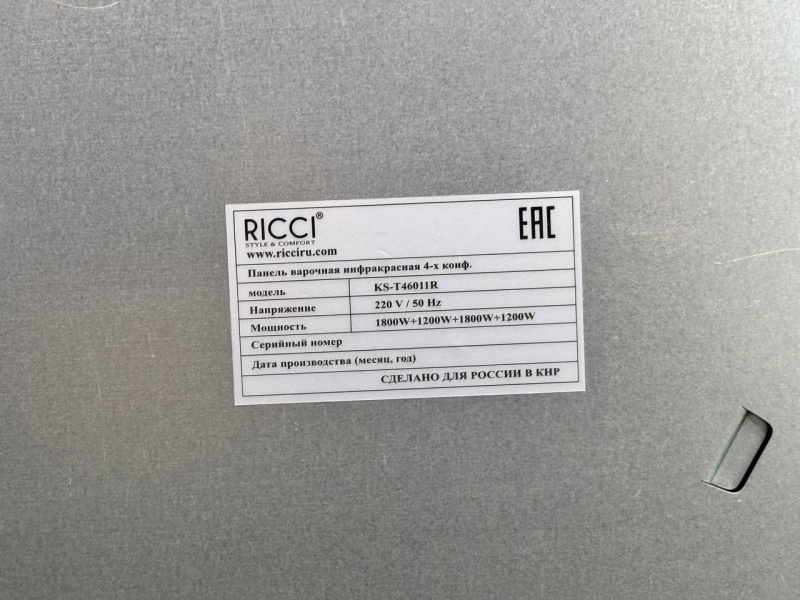 RICCI®
STYLE & COMFORT
EAC
www.ricciru.com
Панель варочная инфракрасная 4-х конф.
модель KS-T46011R
Напряжение 220 V / 50 Hz
Мощность 1800W+1200W+1800W+1200W
Серийный номер
Дата производства (месяц, год)
СДЕЛАНО ДЛЯ РОССИИ В КНР